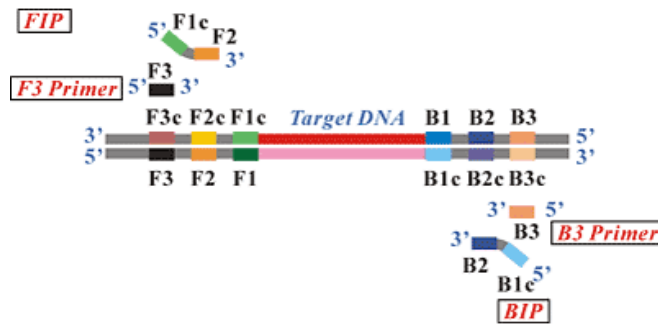 FIP
5’ F1c F2 3’
F3 Primer 5’ F3 3’
F3c F2c F1c Target DNA B1 B2 B3
3’ 5’
5’ 3’
F3 F2 F1 B1c B2c B3c
3’ 5’
B3 B3 Primer
3’
B2 B1c 5’
BIP